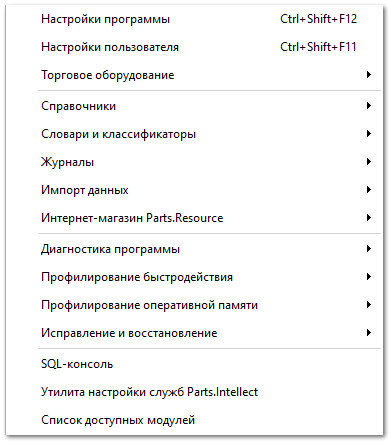 Настройки программы Ctrl+Shift+F12
Настройки пользователя Ctrl+Shift+F11
Торговое оборудование
Справочники
Словари и классификаторы
Журналы
Импорт данных
Интернет-магазин Parts.Resource
Диагностика программы
Профилирование быстродействия
Профилирование оперативной памяти
Исправление и восстановление
SQL-консоль
Утилита настройки служб Parts.Intellect
Список доступных модулей